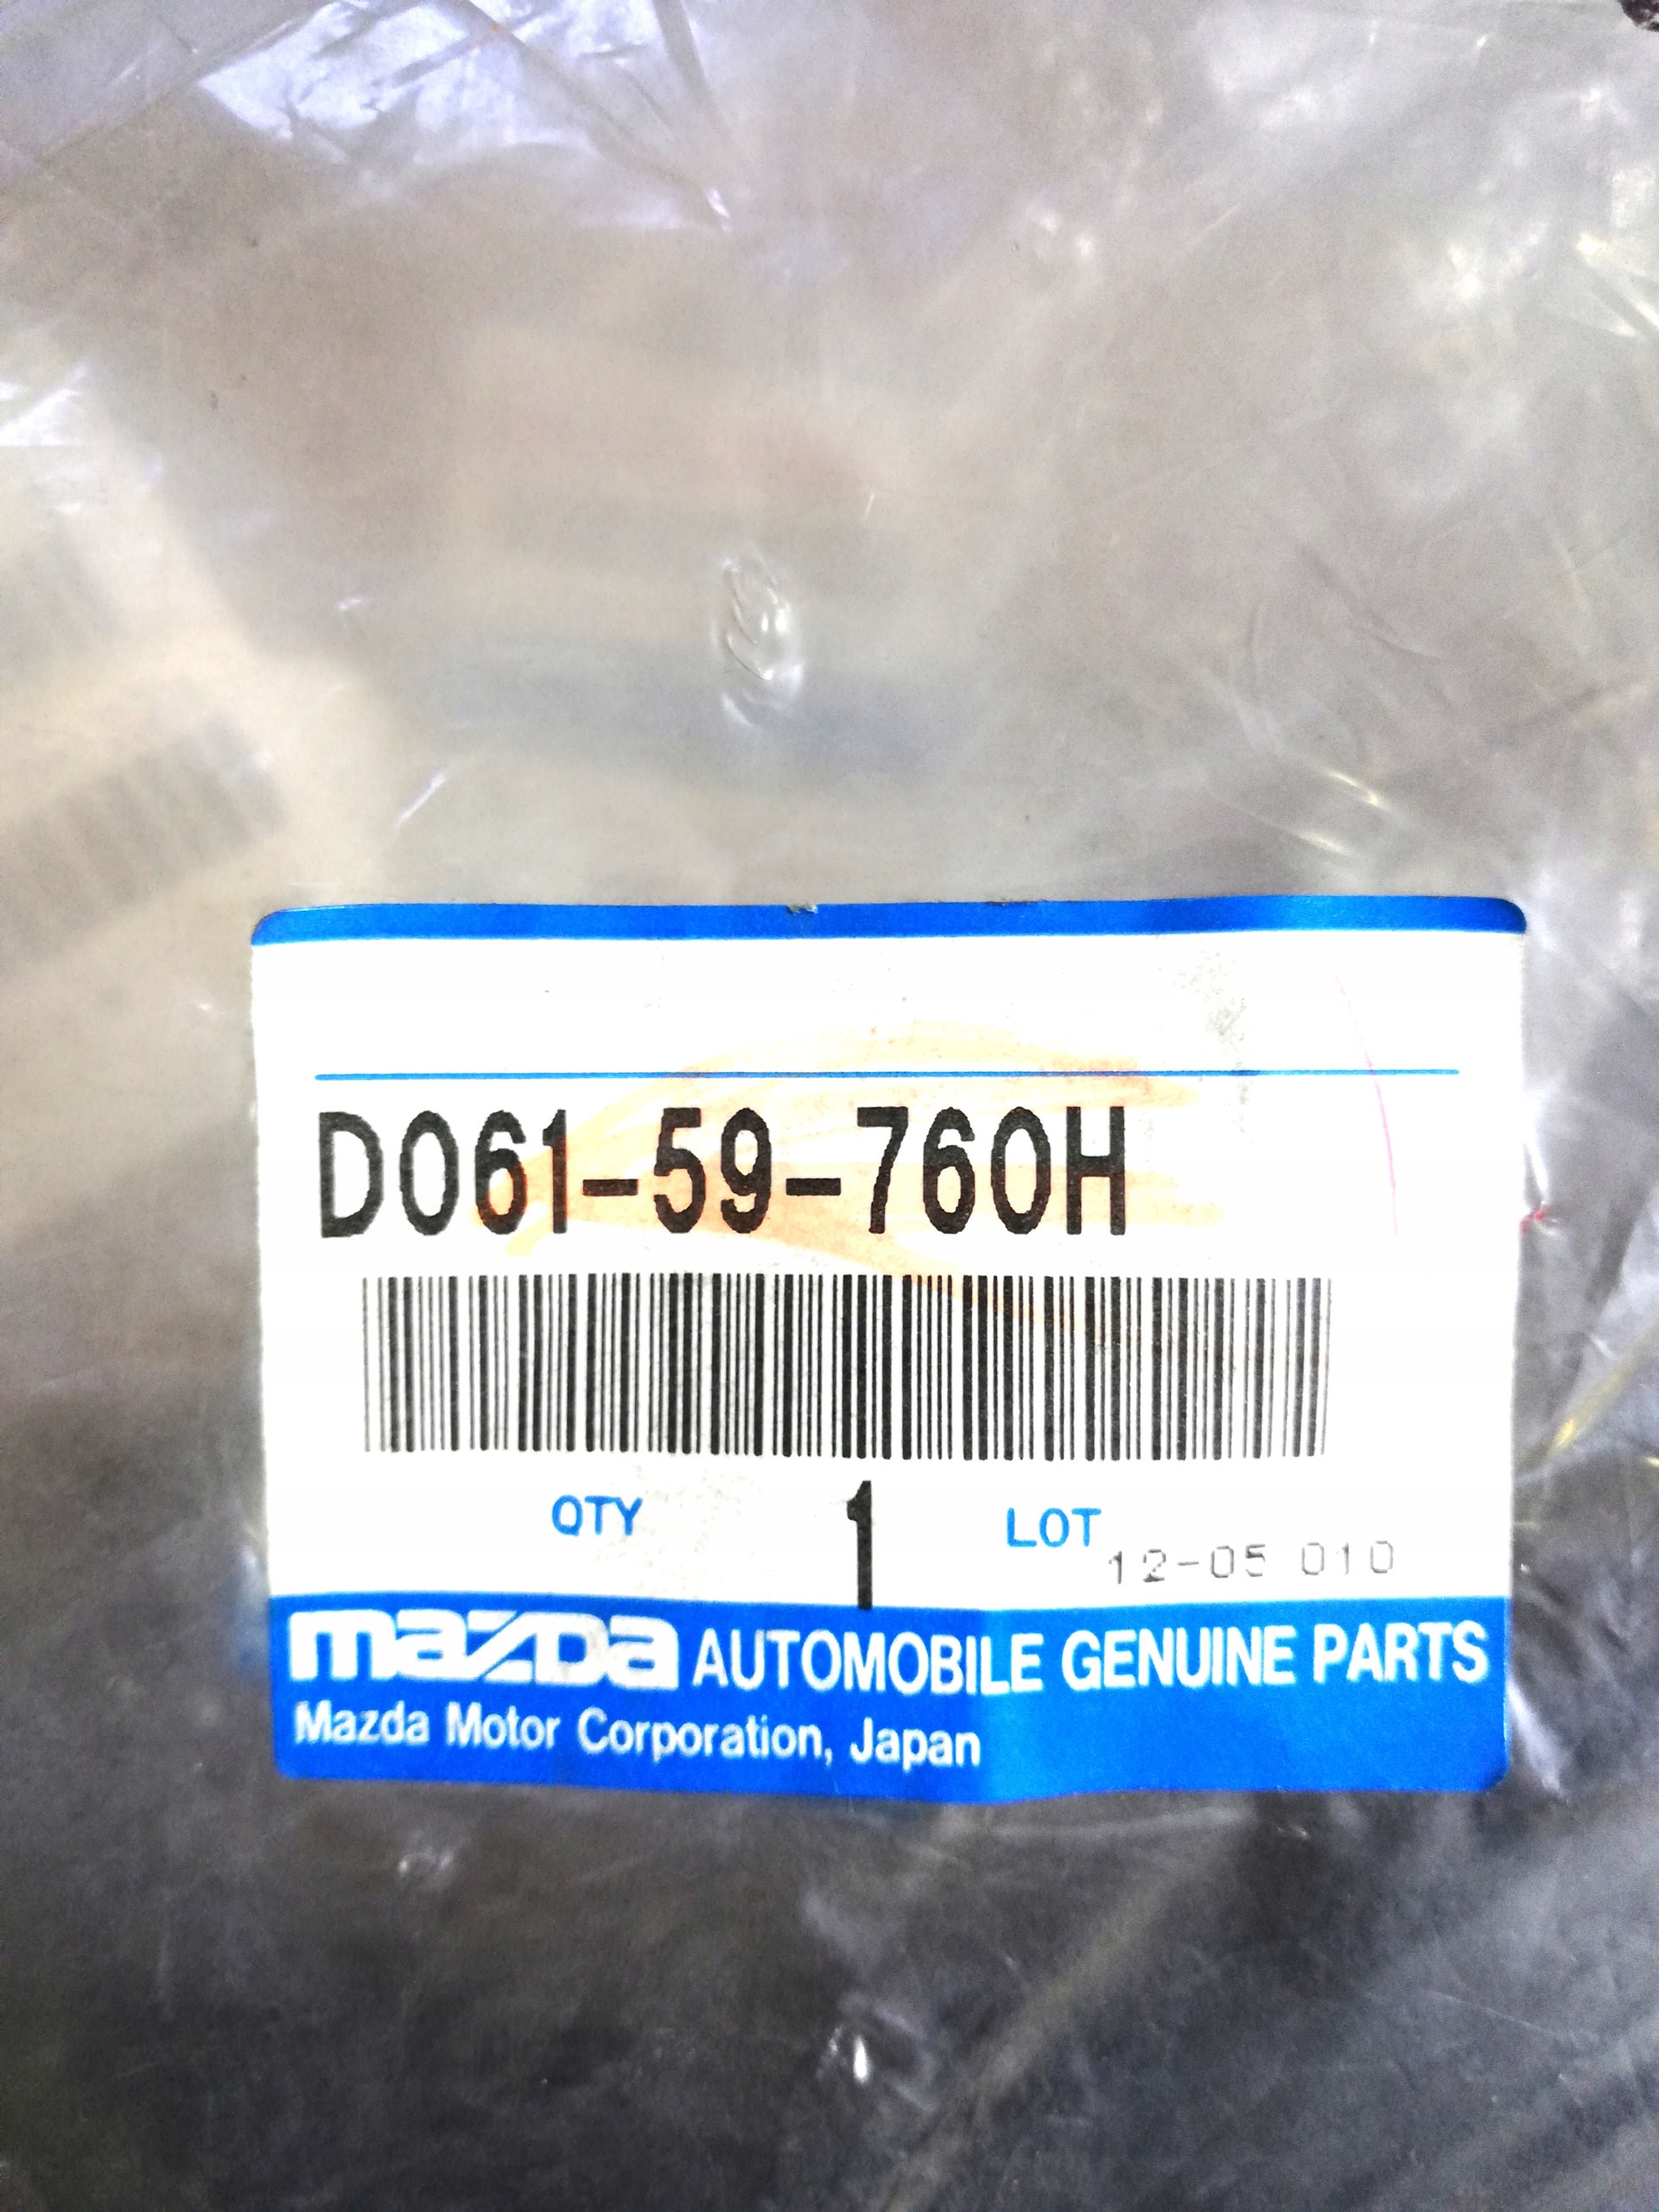 D061-59-760H
QTY 1 LOT 12-05 010
mazda AUTOMOBILE GENUINE PARTS
Mazda Motor Corporation, Japan